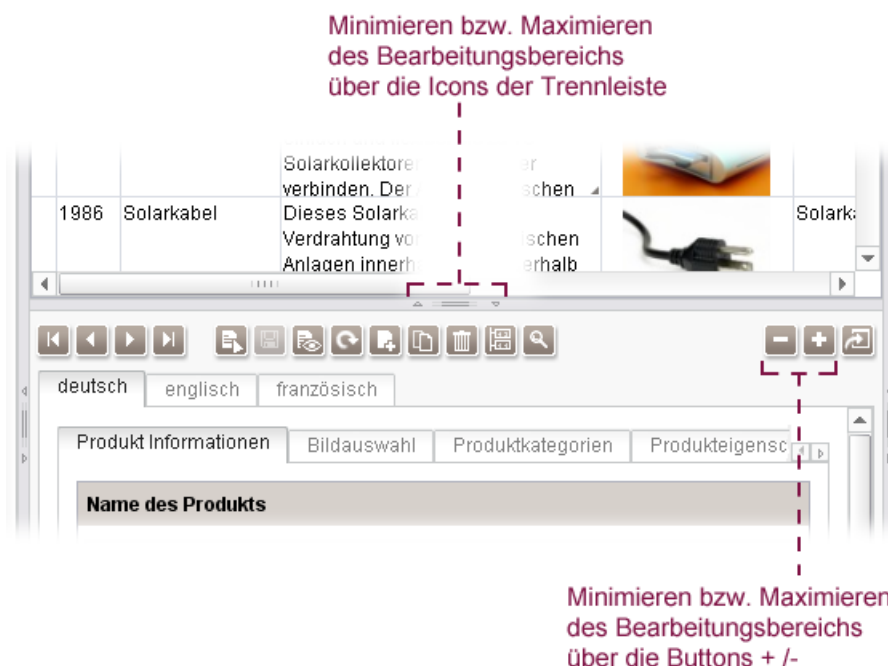 Minimieren bzw. Maximieren
des Bearbeitungsbereichs
über die Icons der Trennleiste
Solarkollektore
er
verbinden. Der
schen
1986 Solarkabel Dieses Solarka
Solarka
Verdrahtung vo
schen
Anlagen innerh
erhalb
deutsch englisch französisch
Produkt Informationen Bildauswahl Produktkategorien Produkteigensc
Name des Produkts
Minimieren bzw. Maximieren
des Bearbeitungsbereichs
über die Buttons + /-